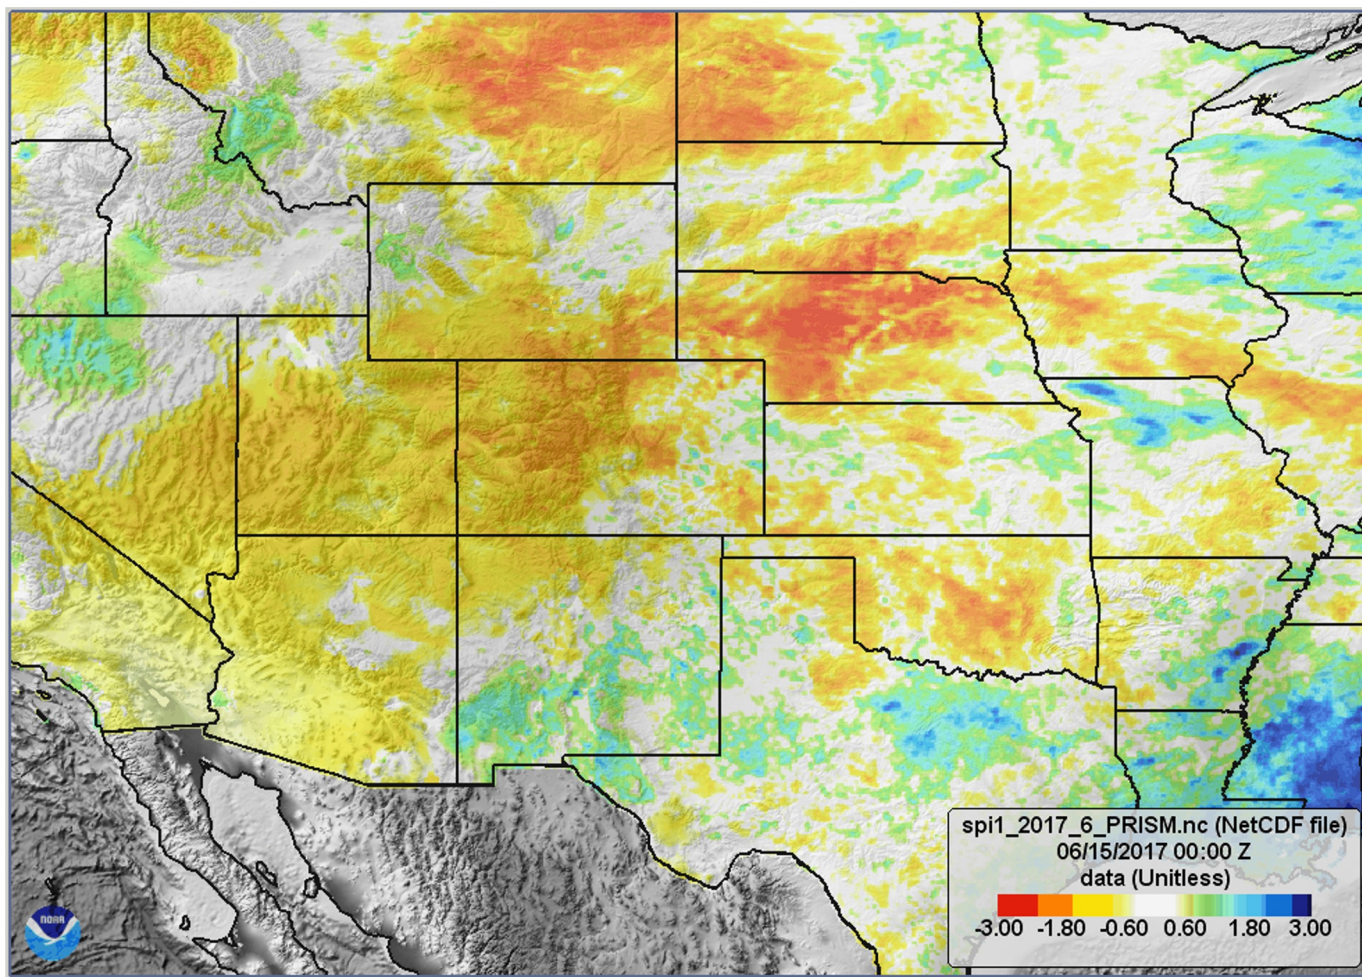 spi1_2017_6_PRISM.nc (NetCDF file)
06/15/2017 00:00 Z
data (Unitless)
-3.00 -1.80 -0.60 0.60 1.80 3.00
NOAA